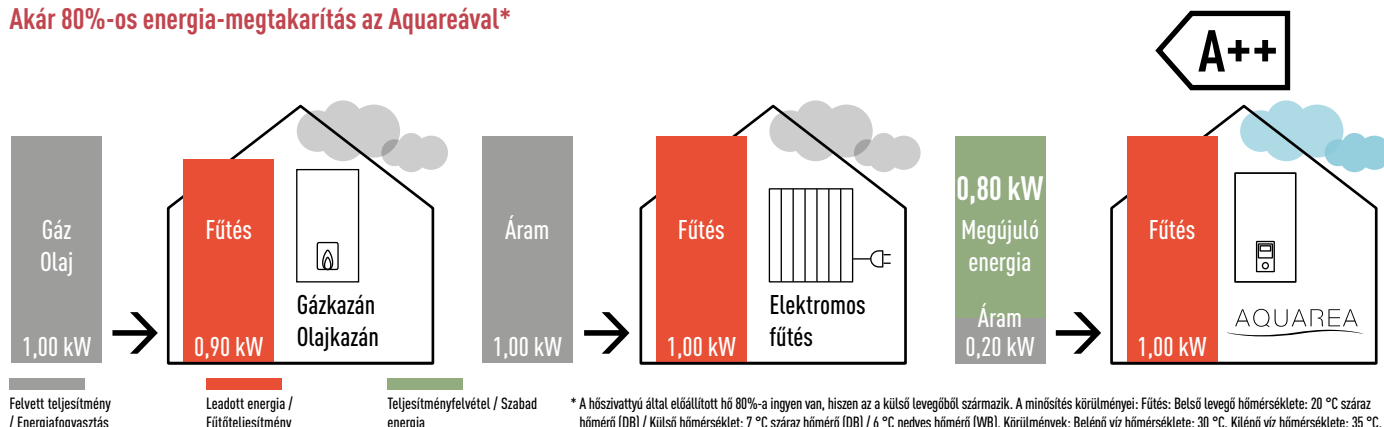 Akár 80%-os energia-megtakarítás az Aquareával*
A++
Gáz
Olaj
1,00 kW
Fűtés
0,90 kW
Gázkazán
Olajkazán
Áram
1,00 kW
Fűtés
1,00 kW
Elektromos
fűtés
0,80 kW
Megújuló
energia
Áram
0,20 kW
Fűtés
1,00 kW
AQUAREA
Felvett teljesítmény
/ Energiafogyasztás
Leadott energia /
Fűtőteljesítmény
Teljesítményfelvétel / Szabad
energia
* A hőszivattyú által előállított hő 80%-a ingyen van, hiszen az a külső levegőből származik. A minősítés körülményei: Fűtés: Belső levegő hőmérséklete: 20 °C száraz
hőmérő (DB) / Külső hőmérséklet: 7 °C száraz hőmérő (DB) / 6 °C nedves hőmérő (WB). Körülmények: Belépő víz hőmérséklete: 30 °C. Kilépő víz hőmérséklete: 35 °C.